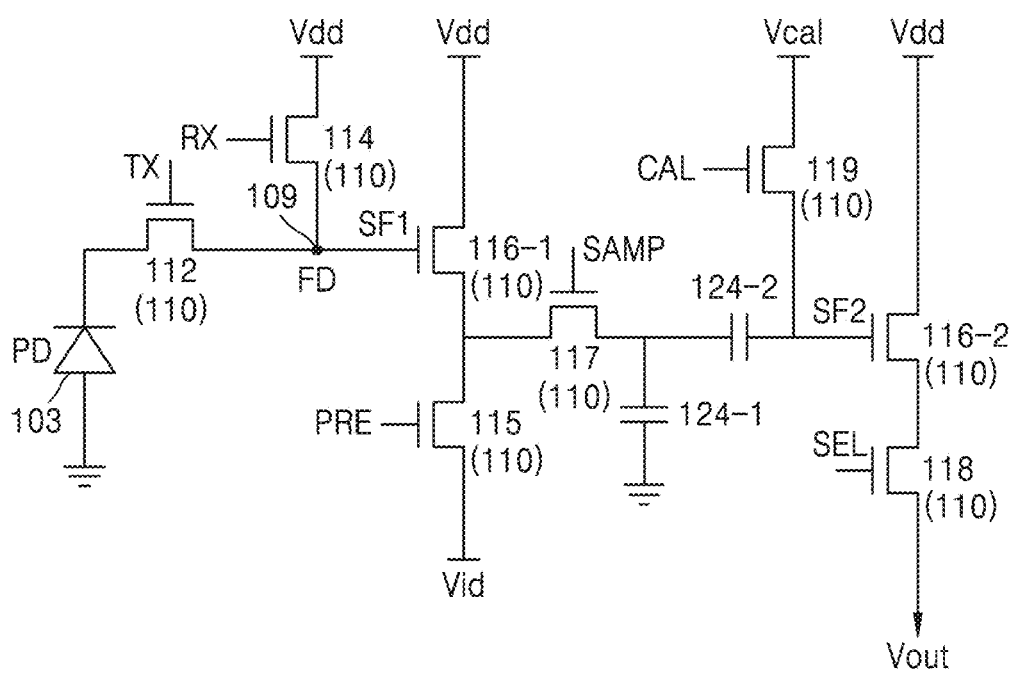 Vdd
Vdd
Vcal
Vdd
RX
114
(110)
TX
109
CAL
119
(110)
SF1
116-1
(110)
SAMP
112
(110)
FD
124-2
SF2
116-2
(110)
PD
117
(110)
103
PRE
115
(110)
124-1
SEL
118
(110)
Vid
Vout